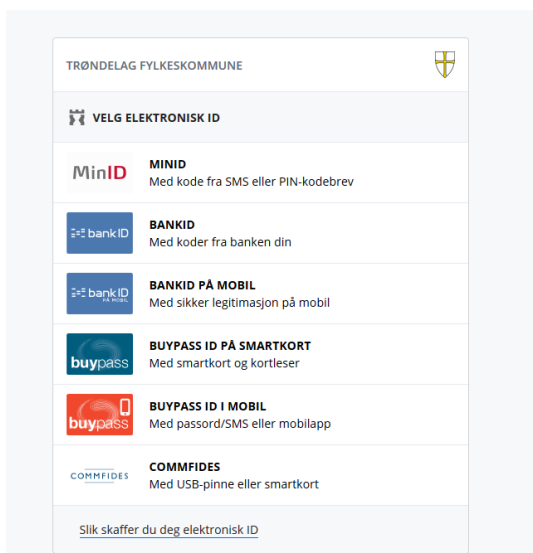 TRØNDELAG FYLKESKOMMUNE
VELG ELEKTRONISK ID
MinID
MINID
Med kode fra SMS eller PIN-kodebrev
bankID
BANKID
Med koder fra banken din
bankID
PÅ MOBIL
BANKID PÅ MOBIL
Med sikker legitimasjon på mobil
buypass
BUYPASS ID PÅ SMARTKORT
Med smartkort og kortleser
buypass
BUYPASS ID I MOBIL
Med passord/SMS eller mobilapp
COMMFIDES
COMMFIDES
Med USB-pinne eller smartkort
Slik skaffer du deg elektronisk ID